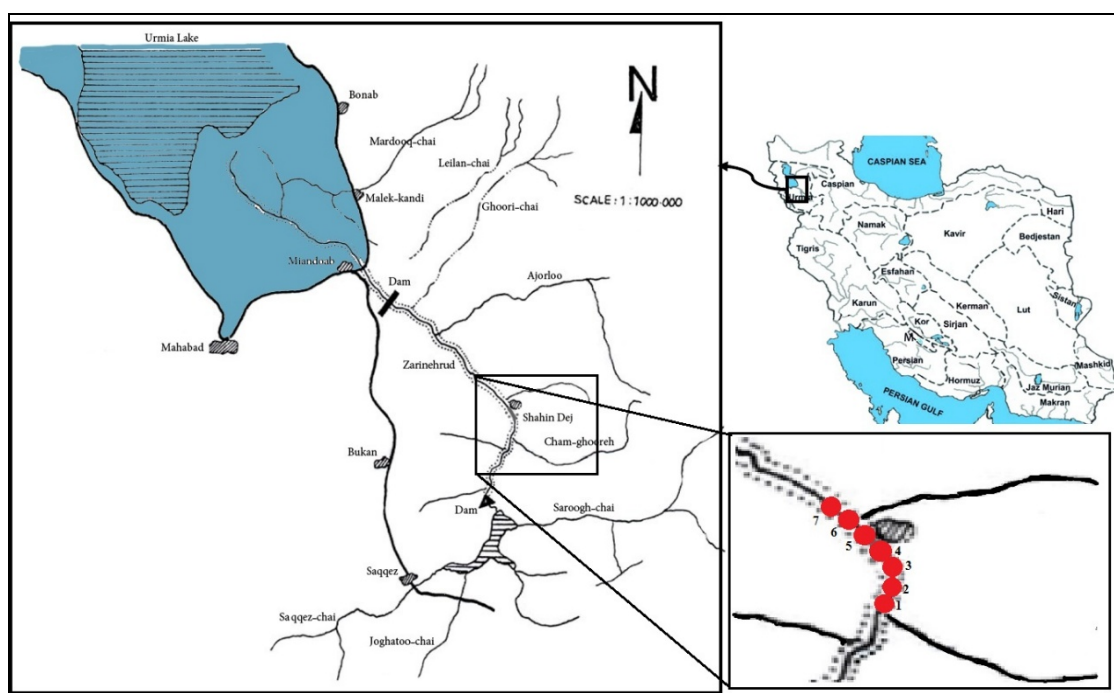 Urmia Lake
Bonab
Mardooq-chai
Leilan-chai
Malek-kandi
Ghoori-chai
N
SCALE : 1:1000.000
Miandoab
Dam
Ajorloo
Mahabad
Zarinehrud
Shahin Dej
Cham-ghooreh
Bukan
Dam
Saroogh-chai
Saqqez
Saqqez-chai
Joghatoo-chai
CASPIAN SEA
Urmia
Caspian
Namak
Kavir
Hari
Bedjestan
Tigris
Esfahan
Karun
Kerman
Lut
Sistan
Kor
Sirjan
M
Persian
Hormuz
Mashkid
Jaz Murian
Makran
PERSIAN GULF
7
6
5
4
3
2
1